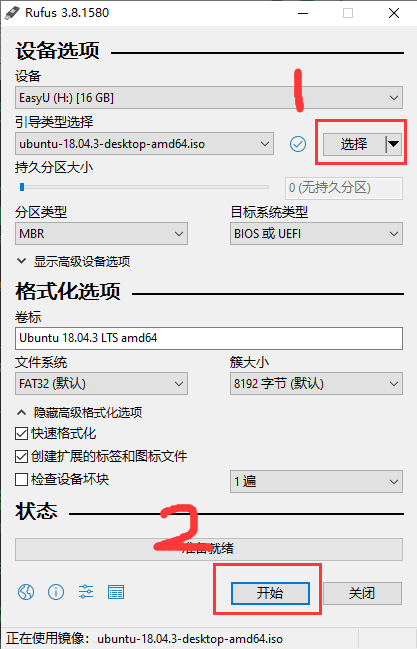 Rufus 3.8.1580
设备选项
设备
EasyU (H:) [16 GB]
1
引导类型选择
ubuntu-18.04.3-desktop-amd64.iso 选择
持久分区大小
0 (无持久分区)
分区类型 目标系统类型
MBR BIOS 或 UEFI
显示高级设备选项
格式化选项
卷标
Ubuntu 18.04.3 LTS amd64
文件系统 簇大小
FAT32 (默认) 8192 字节 (默认)
隐藏高级格式化选项
快速格式化
创建扩展的标签和图标文件
检查设备坏块 1 遍
状态
2
准备就绪
开始 关闭
正在使用镜像: ubuntu-18.04.3-desktop-amd64.iso